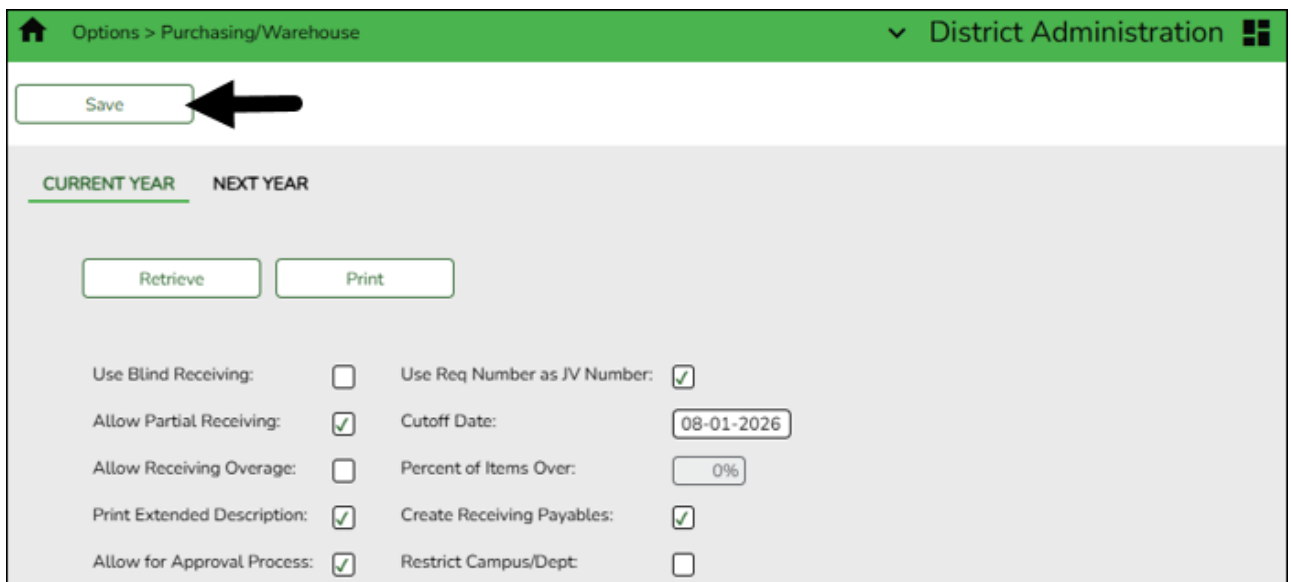 Options > Purchasing/Warehouse District Administration
Save
CURRENT YEAR NEXT YEAR
Retrieve Print
Use Blind Receiving: Use Req Number as JV Number:
Allow Partial Receiving: Cutoff Date: 08-01-2026
Allow Receiving Overage: Percent of Items Over: 0%
Print Extended Description: Create Receiving Payables:
Allow for Approval Process: Restrict Campus/Dept: